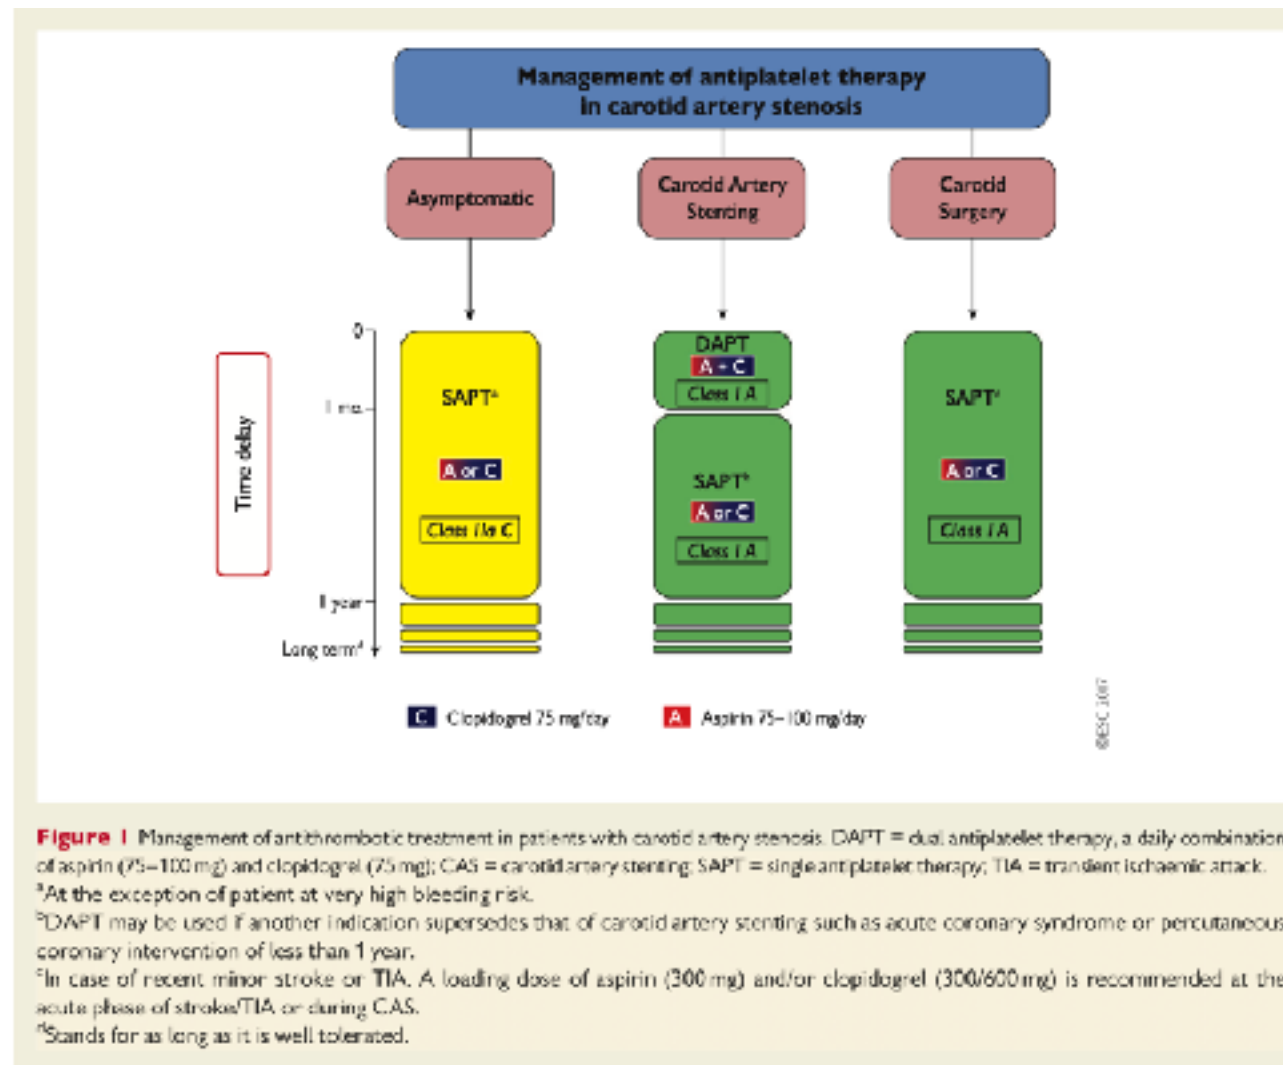 Management of antiplatelet therapy
in carotid artery stenosis
Asymptomatic
Carotid Artery
Stenting
Carotid
Surgery
Time delay
0
1 mo.
1 year
Long termᵈ
SAPTᵃ
A or C
Class IIa C
DAPT
A + C
Class I A
SAPTᵇ
A or C
Class I A
SAPTᶜ
A or C
Class I A
C Clopidogrel 75 mg/day
A Aspirin 75–100 mg/day
©ESC 2017
Figure 1 Management of antithrombotic treatment in patients with carotid artery stenosis. DAPT = dual antiplatelet therapy, a daily combination
of aspirin (75–100 mg) and clopidogrel (75 mg); CAS = carotid artery stenting; SAPT = single antiplatelet therapy; TIA = transient ischaemic attack.
ᵃAt the exception of patient at very high bleeding risk.
ᵇDAPT may be used if another indication supersedes that of carotid artery stenting such as acute coronary syndrome or percutaneous
coronary intervention of less than 1 year.
ᶜIn case of recent minor stroke or TIA. A loading dose of aspirin (300 mg) and/or clopidogrel (300/600 mg) is recommended at the
acute phase of stroke/TIA or during CAS.
ᵈStands for as long as it is well tolerated.